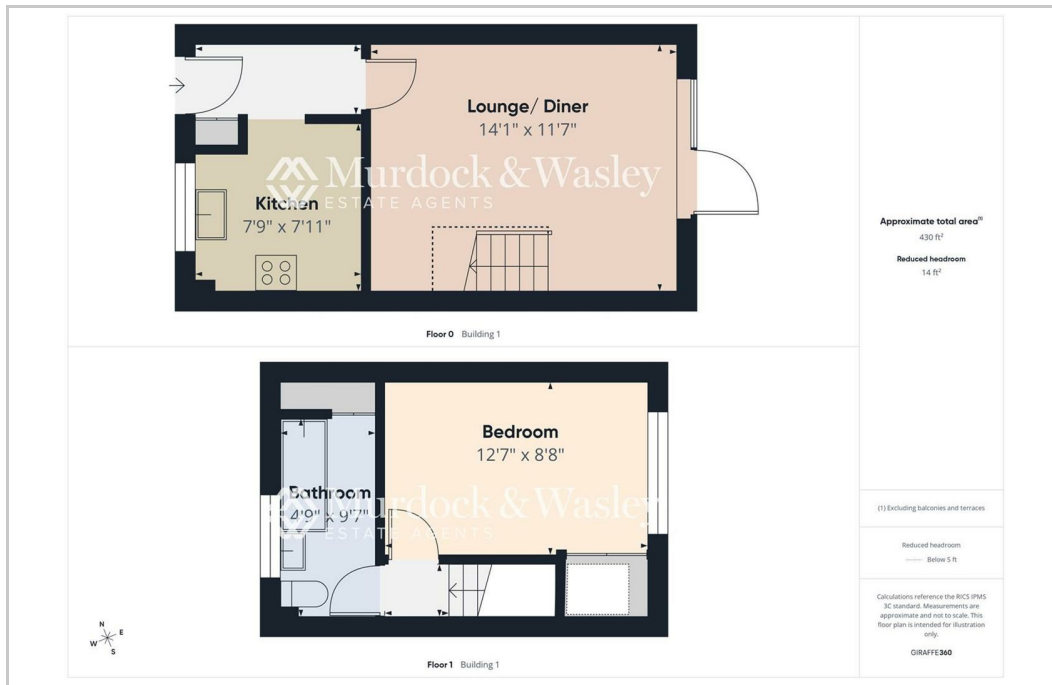 Lounge/ Diner
14'1" x 11'7"
Murdock & Wasley
ESTATE AGENTS
Kitchen
7'9" x 7'11"
Floor 0 Building 1
Approximate total area(1)
430 ft²
Reduced headroom
14 ft²
Bedroom
12'7" x 8'8"
Bathroom
4'9" x 9'7"
Murdock & Wasley
ESTATE AGENTS
N
E
W
S
Floor 1 Building 1
(1) Excluding balconies and terraces
Reduced headroom
Below 5 ft
Calculations reference the RICS IPMS
3C standard. Measurements are
approximate and not to scale. This
floor plan is intended for illustration
only.
GIRAFFE360